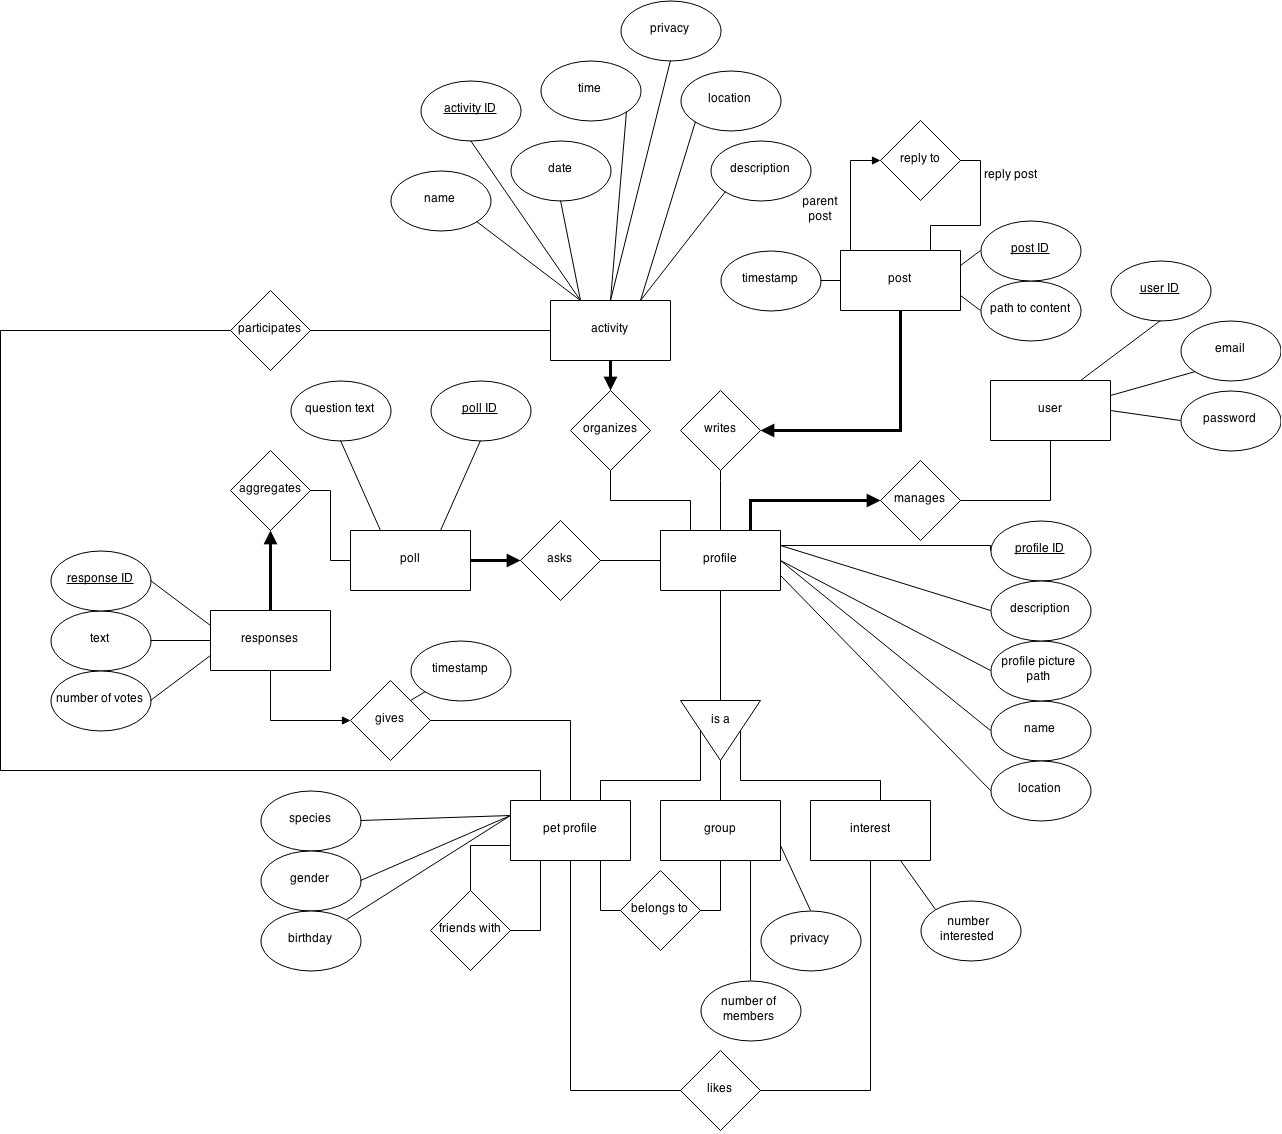 privacy
time
location
activity ID
date
description
name
reply to
reply post
parent
post
post ID
timestamp
post
path to content
user ID
participates
activity
email
question text
poll ID
organizes
writes
user
password
aggregates
manages
poll
asks
profile
profile ID
response ID
description
text
responses
profile picture
path
timestamp
number of votes
gives
is a
name
location
species
pet profile
group
interest
gender
belongs to
friends with
birthday
privacy
number
interested
number of
members
likes